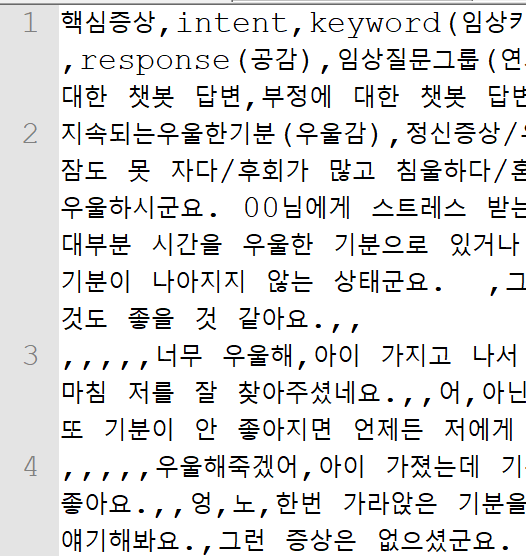 1 핵심증상,intent,keyword(임상키
,response(공감),임상질문그룹(연
대한 챗봇 답변,부정에 대한 챗봇 답변
2 지속되는우울한기분(우울감),정신증상/우
잠도 못 자다/후회가 많고 침울하다/혼
우울하시군요. OO님에게 스트레스 받는
대부분 시간을 우울한 기분으로 있거나
기분이 나아지지 않는 상태군요.  ,그
것도 좋을 것 같아요.,,
3 ,,,,,너무 우울해,아이 가지고 나서
마침 저를 잘 찾아주셨네요.,,어,아닌
또 기분이 안 좋아지면 언제든 저에게
4 ,,,,,우울해죽겠어,아이 가졌는데 기
좋아요.,,엉,노,한번 가라앉은 기분을
얘기해봐요.,그런 증상은 없으셨군요.